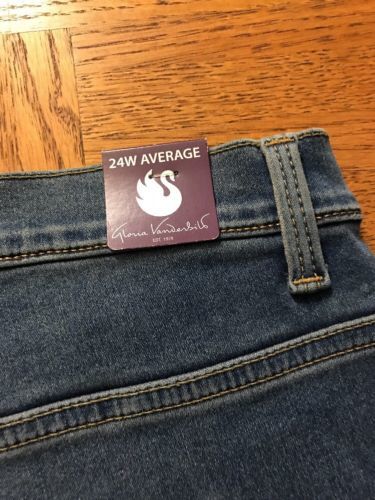 24W AVERAGE
Gloria Vanderbilt
EST. 1976